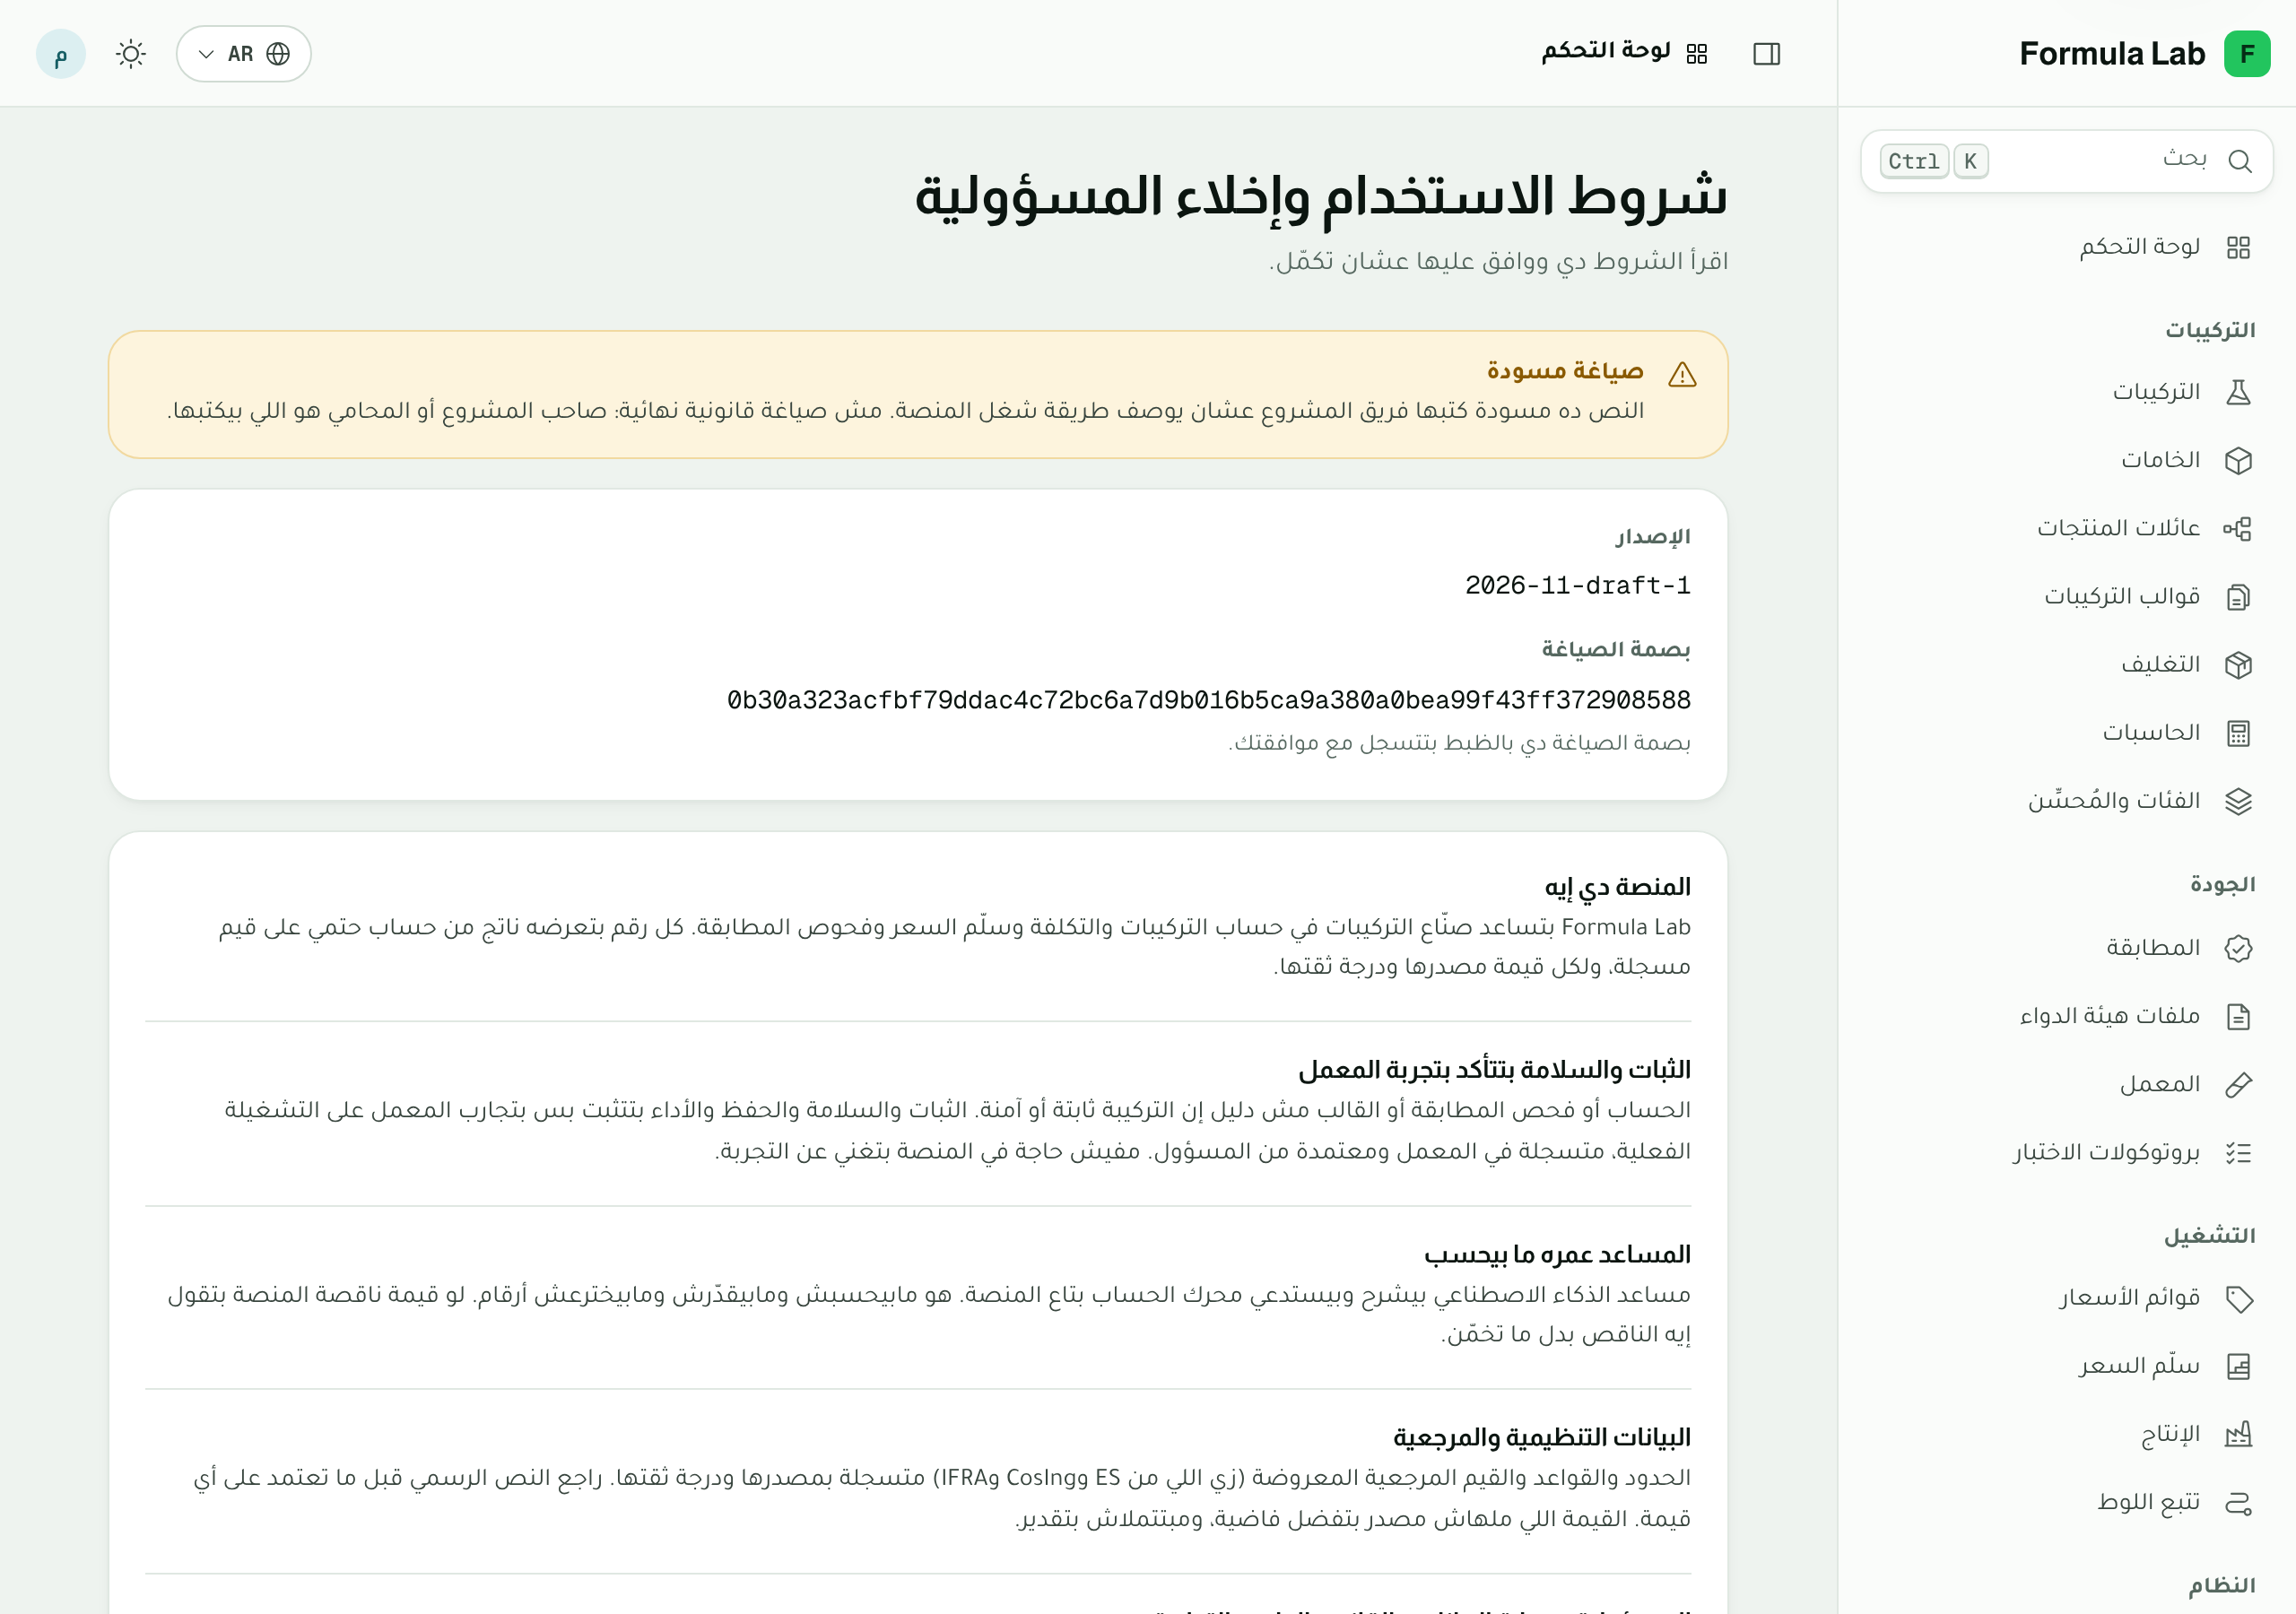 F
Formula Lab
لوحة التحكم
AR
م
بحث
Ctrl K
لوحة التحكم
التركيبات
التركيبات
الخامات
عائلات المنتجات
قوالب التركيبات
التغليف
الحاسبات
الفئات والمُحسِّن
الجودة
المطابقة
ملفات هيئة الدواء
المعمل
بروتوكولات الاختبار
التشغيل
قوائم الأسعار
سلّم السعر
الإنتاج
تتبع اللوط
النظام
شروط الاستخدام وإخلاء المسؤولية
اقرأ الشروط دي ووافق عليها عشان تكمّل.
صياغة مسودة
النص ده مسودة كتبها فريق المشروع عشان يوصف طريقة شغل المنصة. مش صياغة قانونية نهائية: صاحب المشروع أو المحامي هو اللي بيكتبها.
الإصدار
2026-11-draft-1
بصمة الصياغة
0b30a323acfbf79ddac4c72bc6a7d9b016b5ca9a380a0bea99f43ff372908588
بصمة الصياغة دي بالظبط بتتسجل مع موافقتك.
المنصة دي إيه
Formula Lab بتساعد صنّاع التركيبات في حساب التركيبات والتكلفة وسلّم السعر وفحوص المطابقة. كل رقم بتعرضه ناتج من حساب حتمي على قيم
مسجلة، ولكل قيمة مصدرها ودرجة ثقتها.
الثبات والسلامة بتتأكد بتجربة المعمل
الحساب أو فحص المطابقة أو القالب مش دليل إن التركيبة ثابتة أو آمنة. الثبات والسلامة والحفظ والأداء بتتثبت بس بتجارب المعمل على التشغيلة
الفعلية، متسجلة في المعمل ومعتمدة من المسؤول. مفيش حاجة في المنصة بتغني عن التجربة.
المساعد عمره ما بيحسب
مساعد الذكاء الاصطناعي بيشرح وبيستدعي محرك الحساب بتاع المنصة. هو مابيحسبش ومابيقدّرش ومابيخترعش أرقام. لو قيمة ناقصة المنصة بتقول
إيه الناقص بدل ما تخمّن.
البيانات التنظيمية والمرجعية
الحدود والقواعد والقيم المرجعية المعروضة (زي اللي من ES وCosIng وIFRA) متسجلة بمصدرها ودرجة ثقتها. راجع النص الرسمي قبل ما تعتمد على أي
قيمة. القيمة اللي ملهاش مصدر بتفضل فاضية، ومبتتملاش بتقدير.